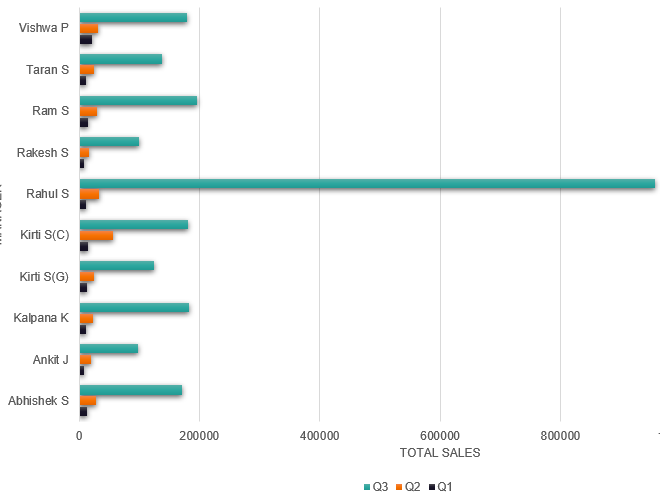 Vishwa P
Taran S
Ram S
Rakesh S
Rahul S
Kirti S(C)
Kirti S(G)
Kalpana K
Ankit J
Abhishek S
0 200000 400000 600000 800000
TOTAL SALES
Q3 Q2 Q1